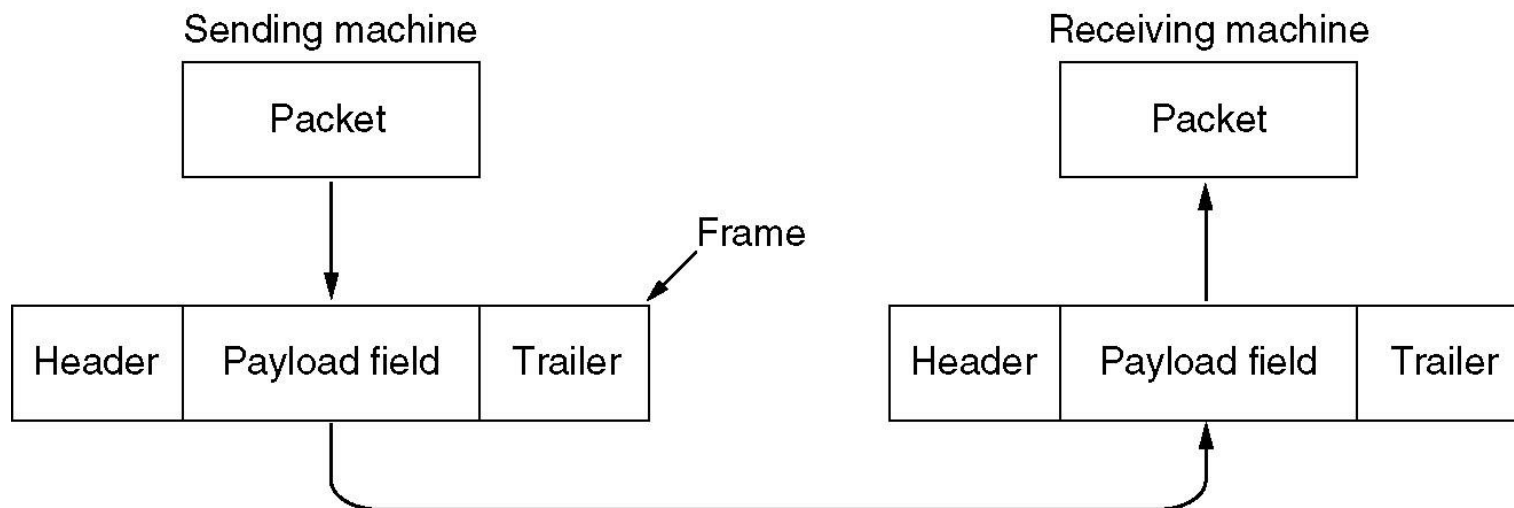 Sending machine
Receiving machine
Packet
Packet
Frame
Header
Payload field
Trailer
Header
Payload field
Trailer